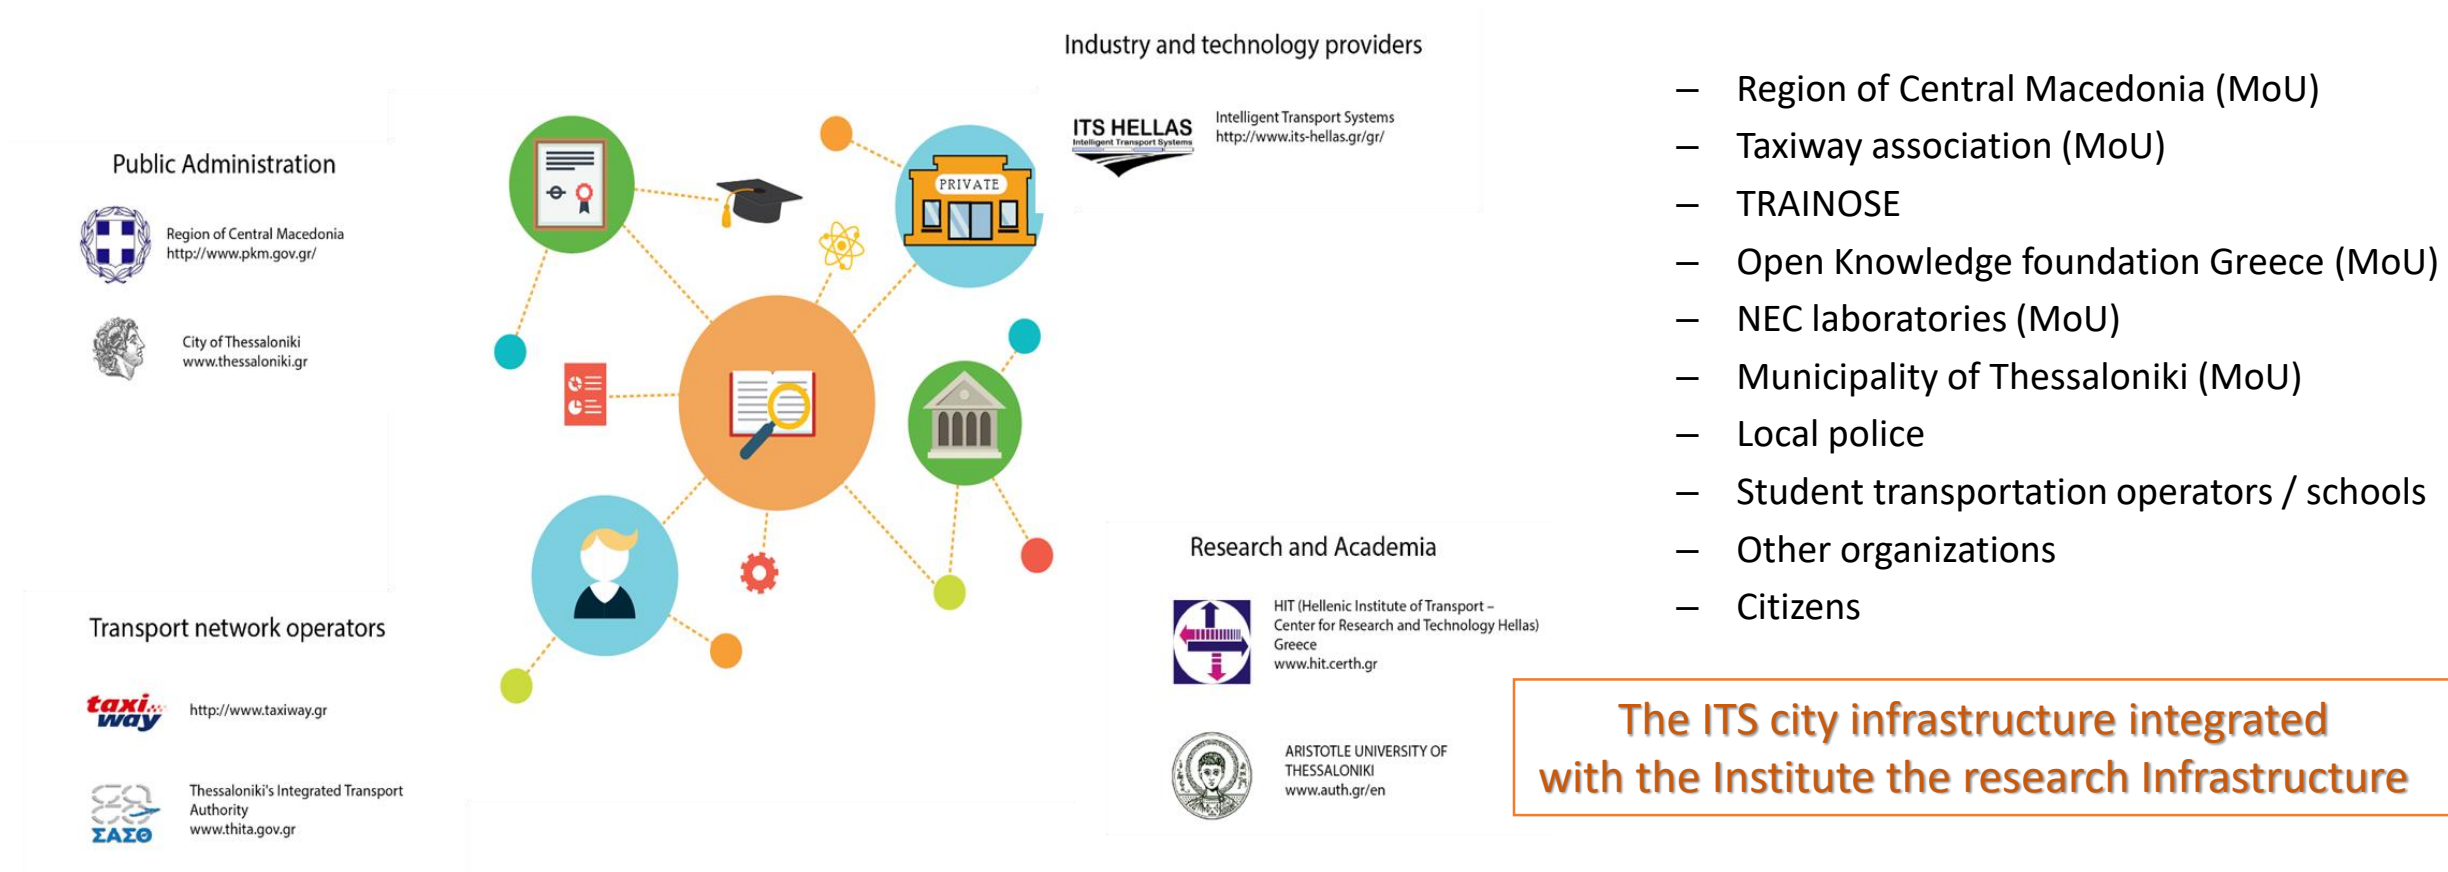 Industry and technology providers
ITS HELLAS
Intelligent Transport Systems
Intelligent Transport Systems
http://www.its-hellas.gr/gr/
Public Administration
Region of Central Macedonia
http://www.pkm.gov.gr/
City of Thessaloniki
www.thessaloniki.gr
PRIVATE
Transport network operators
taxi
way
http://www.taxiway.gr
ΣΑΣΘ
Thessaloniki's Integrated Transport
Authority
www.thita.gov.gr
Research and Academia
HIT (Hellenic Institute of Transport –
Center for Research and Technology Hellas)
Greece
www.hit.certh.gr
ARISTOTLE UNIVERSITY OF
THESSALONIKI
www.auth.gr/en
– Region of Central Macedonia (MoU)
– Taxiway association (MoU)
– TRAINOSE
– Open Knowledge foundation Greece (MoU)
– NEC laboratories (MoU)
– Municipality of Thessaloniki (MoU)
– Local police
– Student transportation operators / schools
– Other organizations
– Citizens
The ITS city infrastructure integrated
with the Institute the research Infrastructure